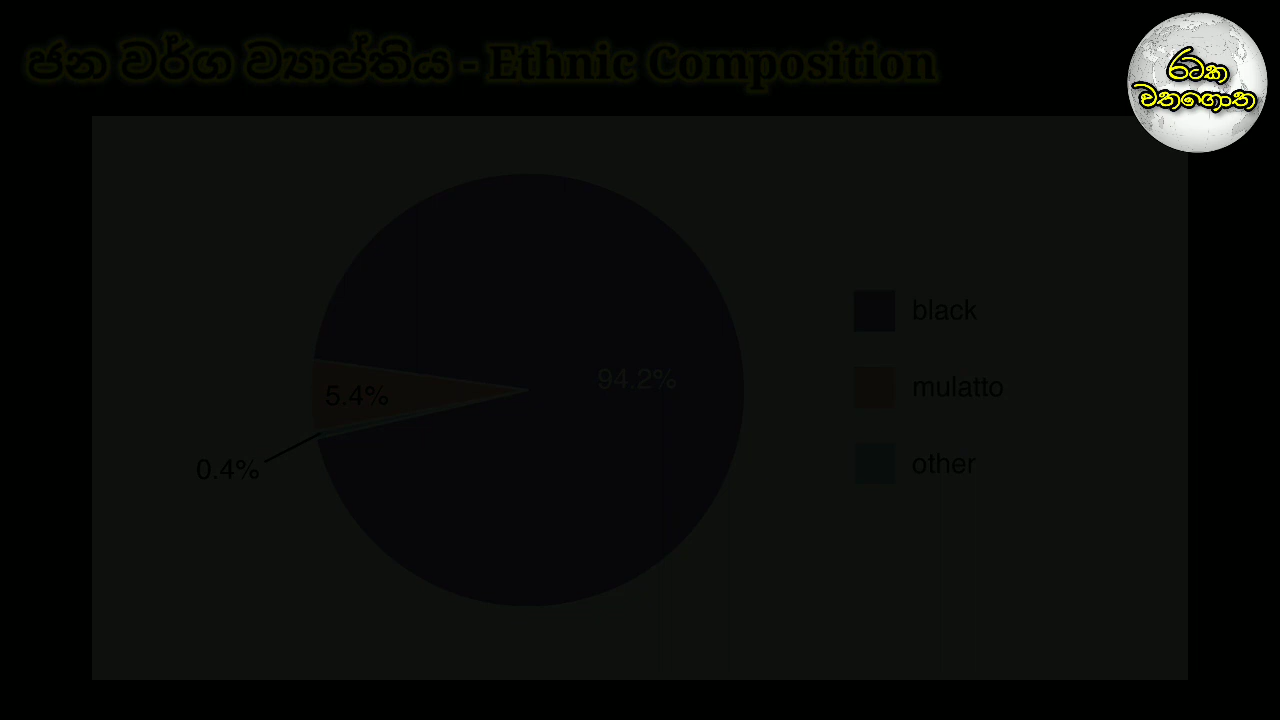 ජන වර්ග ව්‍යාප්තිය - Ethnic Composition
රටක
වතගොත
black
94.2%
mulatto
5.4%
other
0.4%